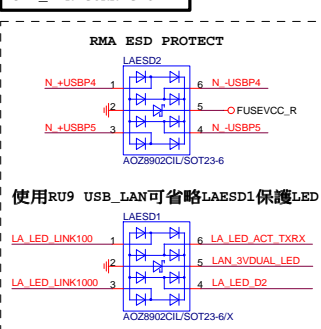 RMA ESD PROTECT
LAESD2
N_+USBP4 1 6 N_-USBP4
2 5 FUSEVCC_R
N_+USBP5 3 4 N_-USBP5
AOZ8902CIL/SOT23-6
使用RU9 USB_LAN可省略LAESD1保護LED
LAESD1
LA_LED_LINK100 1 6 LA_LED_ACT_TXRX
2 5 LAN_3VDUAL_LED
LA_LED_LINK1000 3 4 LA_LED_D2
AOZ8902CIL/SOT23-6/X